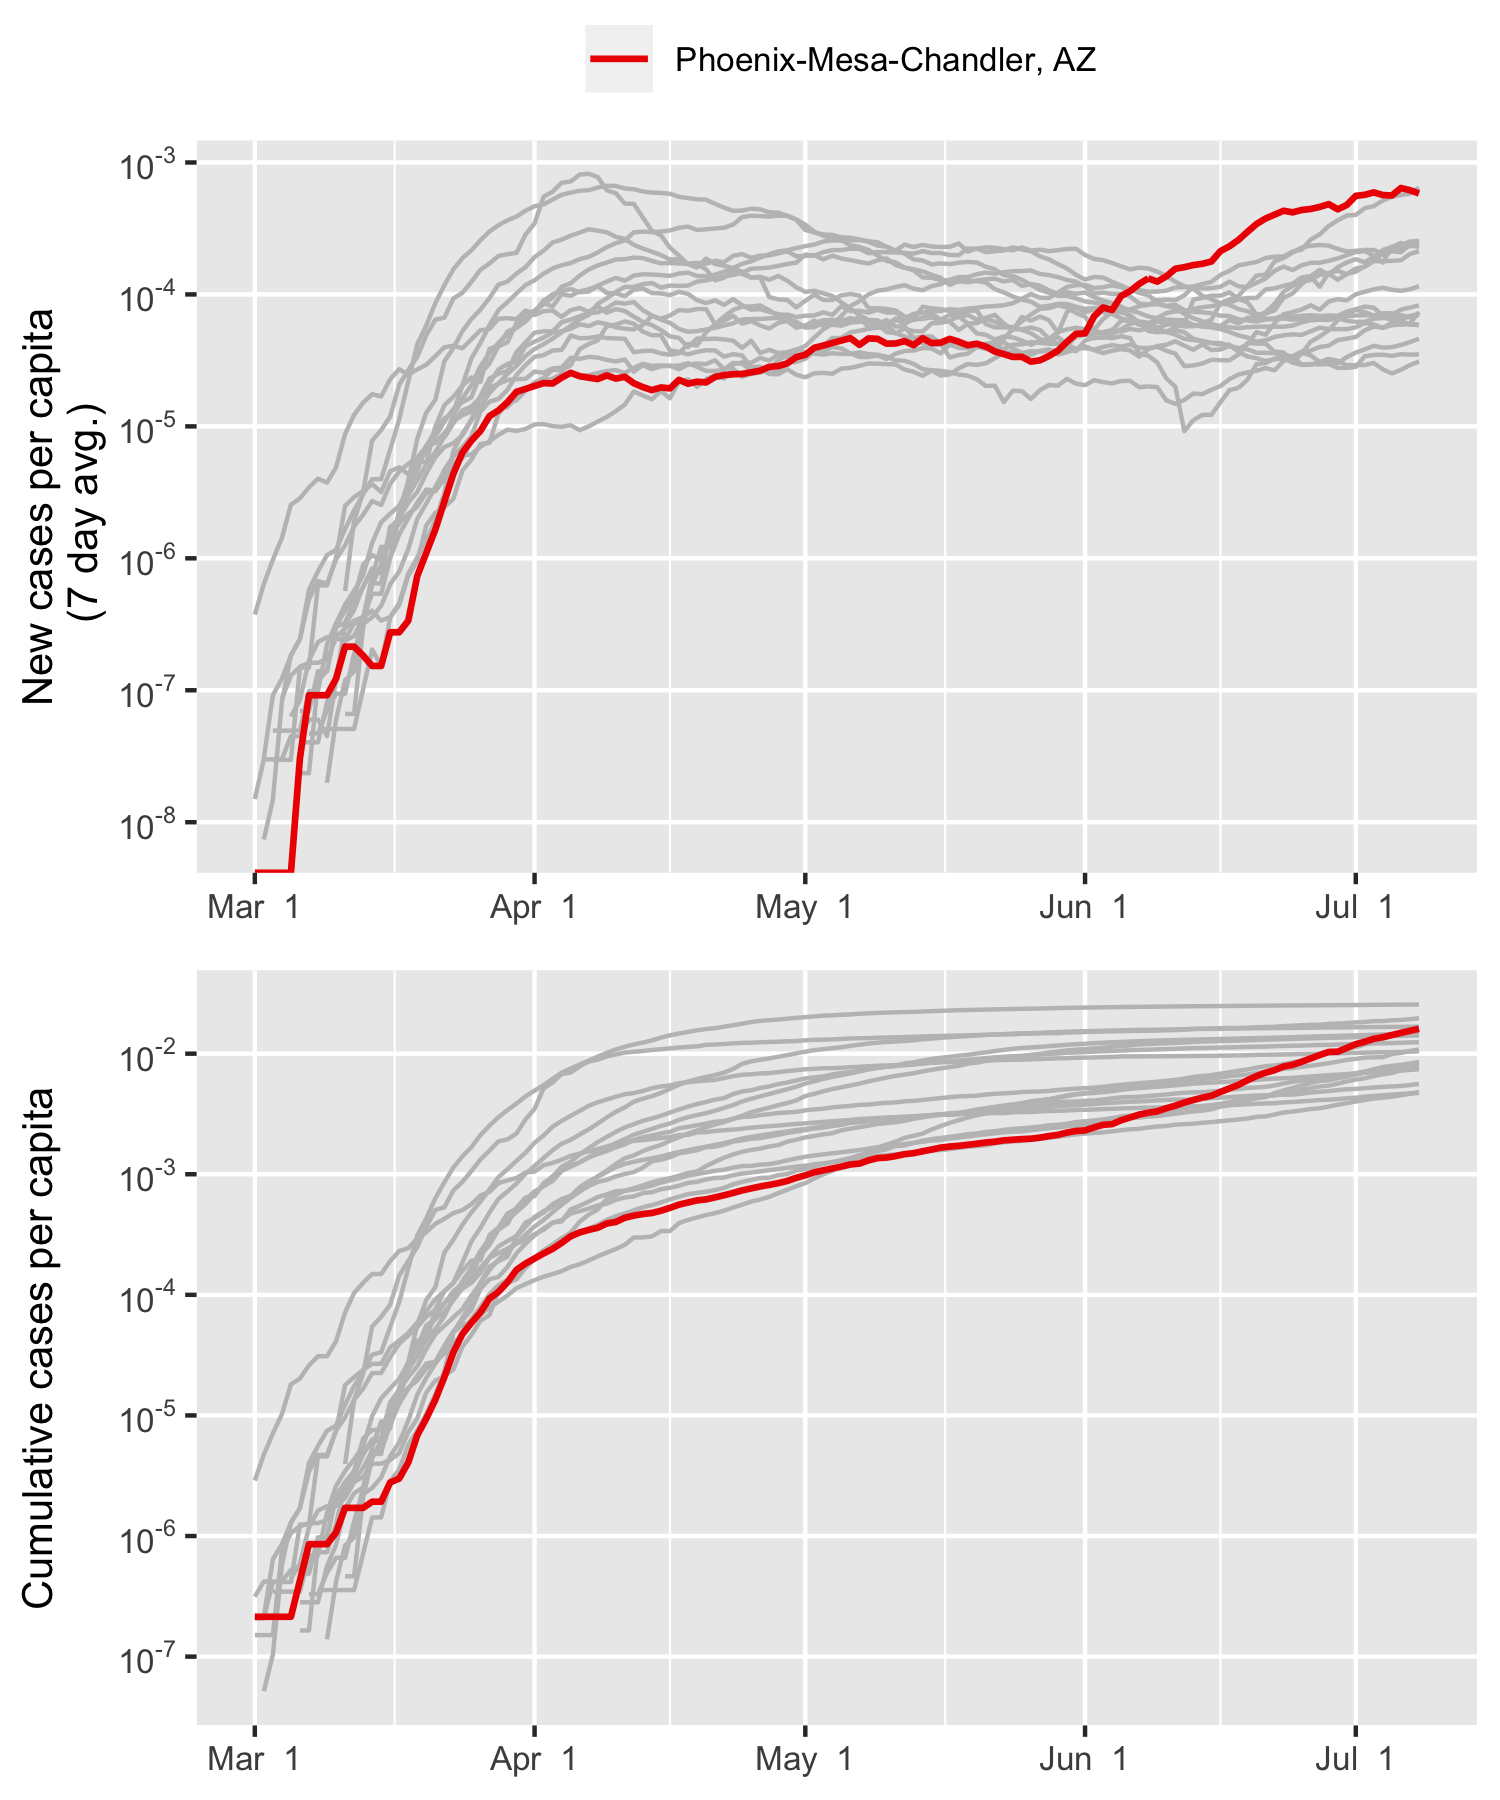 Phoenix-Mesa-Chandler, AZ
New cases per capita
(7 day avg.)
10-3
10-4
10-5
10-6
10-7
10-8
Mar 1 Apr 1 May 1 Jun 1 Jul 1
Cumulative cases per capita
10-2
10-3
10-4
10-5
10-6
10-7
Mar 1 Apr 1 May 1 Jun 1 Jul 1